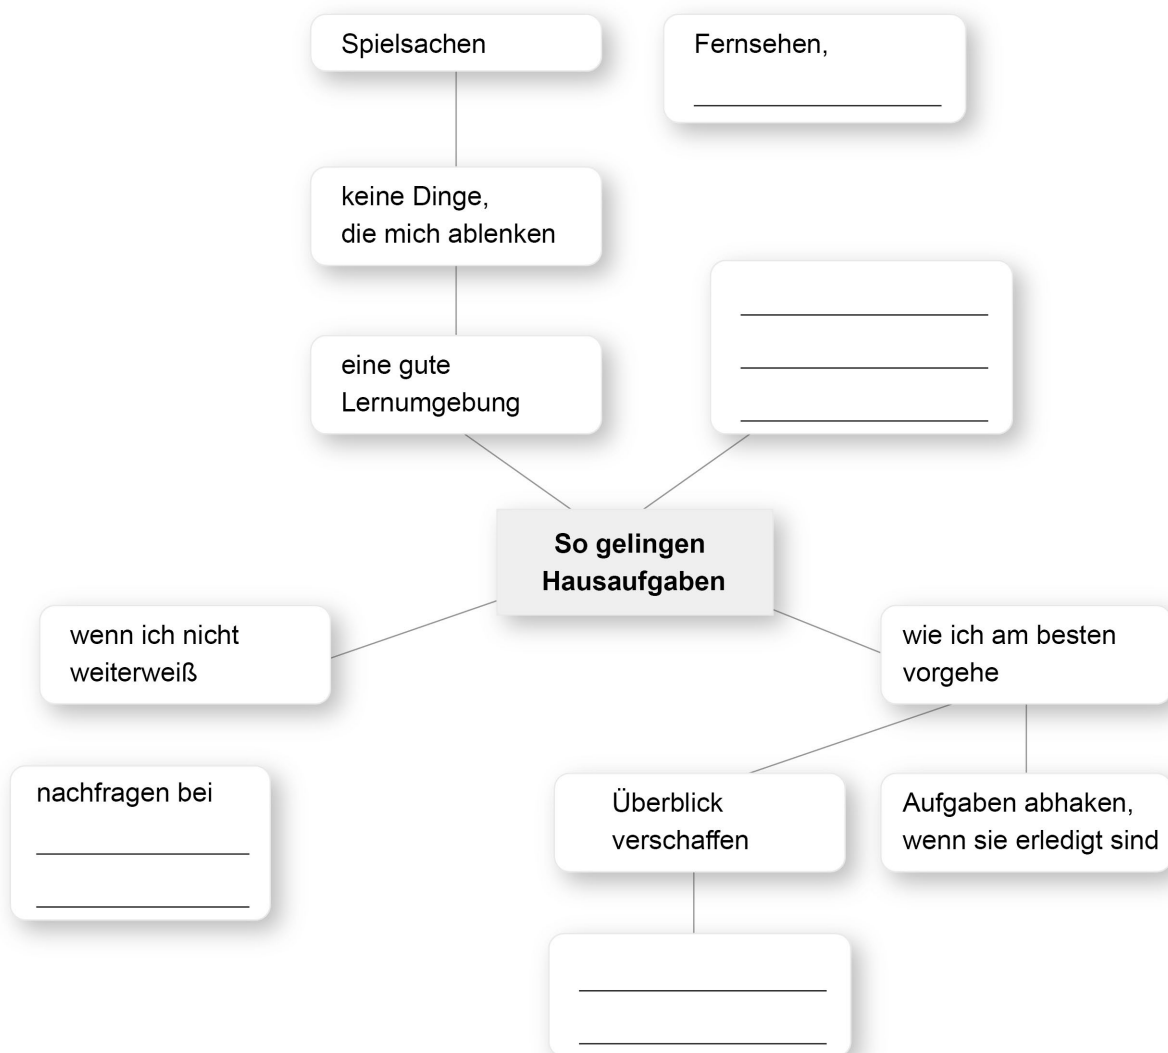 Spielsachen
Fernsehen,
keine Dinge,
die mich ablenken
eine gute
Lernumgebung
So gelingen
Hausaufgaben
wenn ich nicht
weiterweiß
wie ich am besten
vorgehe
nachfragen bei
Überblick
verschaffen
Aufgaben abhaken,
wenn sie erledigt sind